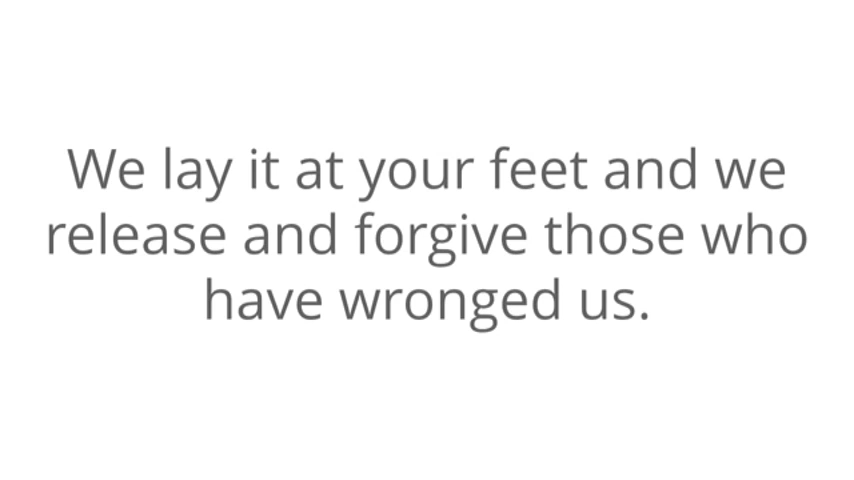 We lay it at your feet and we
release and forgive those who
have wronged us.